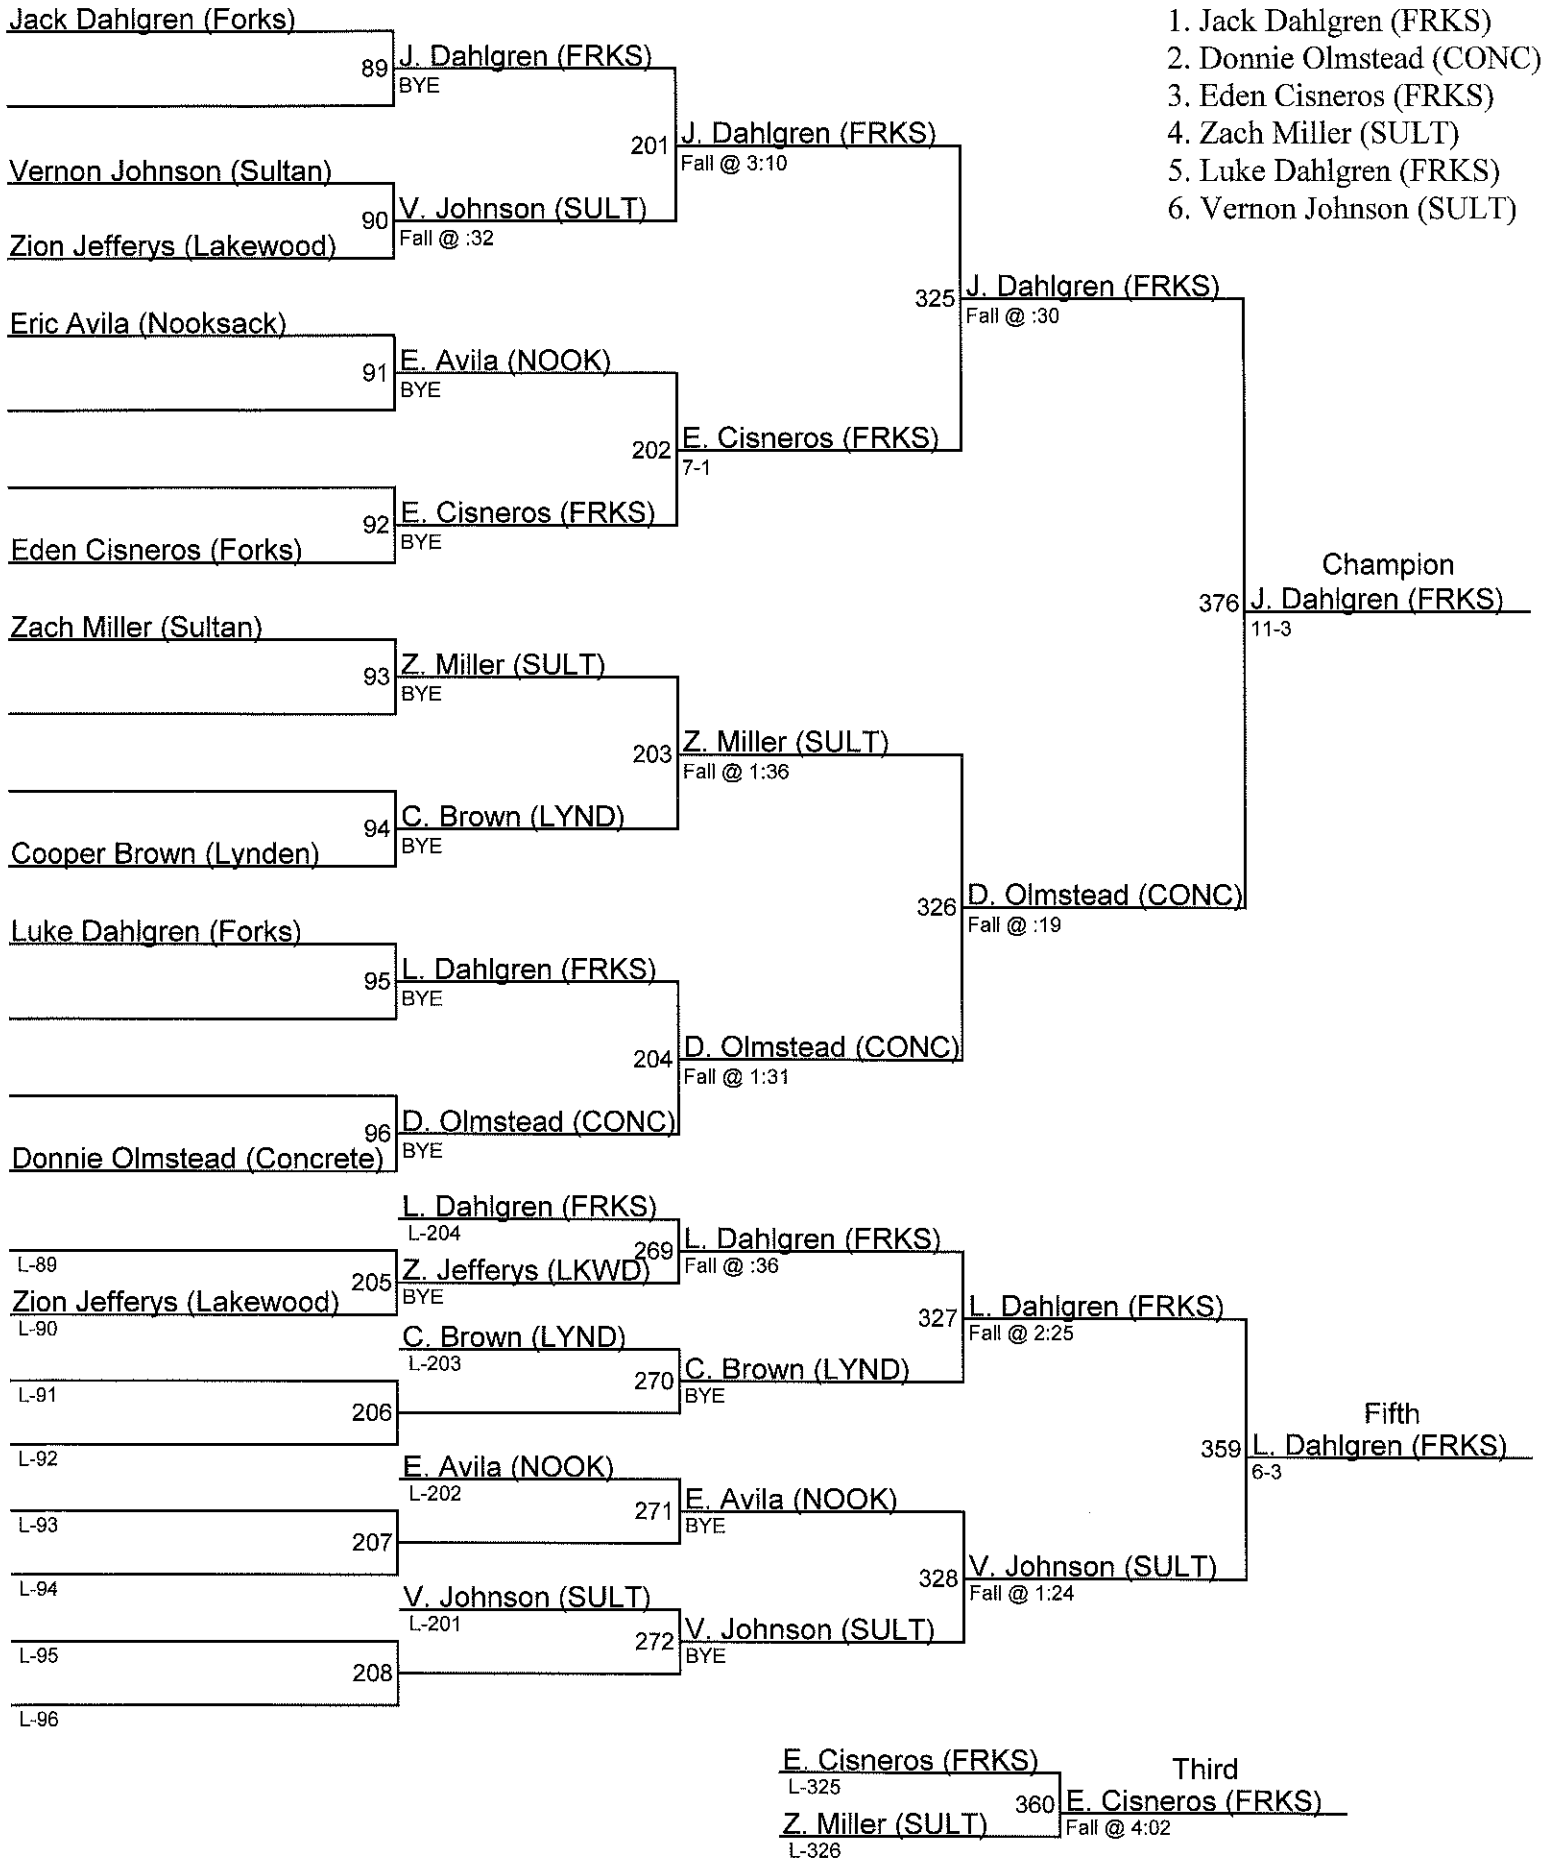 Jack Dahlgren (Forks)
89
J. Dahlgren (FRKS)
BYE
201
J. Dahlgren (FRKS)
Fall @ 3:10
Vernon Johnson (Sultan)
90
V. Johnson (SULT)
Fall @ :32
Zion Jefferys (Lakewood)
325
J. Dahlgren (FRKS)
Fall @ :30
Eric Avila (Nooksack)
91
E. Avila (NOOK)
BYE
202
E. Cisneros (FRKS)
7-1
92
E. Cisneros (FRKS)
BYE
Eden Cisneros (Forks)
Champion
376
J. Dahlgren (FRKS)
11-3
Zach Miller (Sultan)
93
Z. Miller (SULT)
BYE
203
Z. Miller (SULT)
Fall @ 1:36
94
C. Brown (LYND)
BYE
Cooper Brown (Lynden)
326
D. Olmstead (CONC)
Fall @ :19
Luke Dahlgren (Forks)
95
L. Dahlgren (FRKS)
BYE
204
D. Olmstead (CONC)
Fall @ 1:31
96
D. Olmstead (CONC)
BYE
Donnie Olmstead (Concrete)
1. Jack Dahlgren (FRKS)
2. Donnie Olmstead (CONC)
3. Eden Cisneros (FRKS)
4. Zach Miller (SULT)
5. Luke Dahlgren (FRKS)
6. Vernon Johnson (SULT)
L. Dahlgren (FRKS)
L-204
269
L. Dahlgren (FRKS)
Fall @ :36
L-89
205
Z. Jefferys (LKWD)
BYE
Zion Jefferys (Lakewood)
L-90
327
L. Dahlgren (FRKS)
Fall @ 2:25
C. Brown (LYND)
L-203
270
C. Brown (LYND)
BYE
L-91
206
L-92
Fifth
359
L. Dahlgren (FRKS)
6-3
E. Avila (NOOK)
L-202
271
E. Avila (NOOK)
BYE
L-93
207
L-94
328
V. Johnson (SULT)
Fall @ 1:24
V. Johnson (SULT)
L-201
272
V. Johnson (SULT)
BYE
L-95
208
L-96
E. Cisneros (FRKS)
L-325
Third
360
E. Cisneros (FRKS)
Fall @ 4:02
Z. Miller (SULT)
L-326